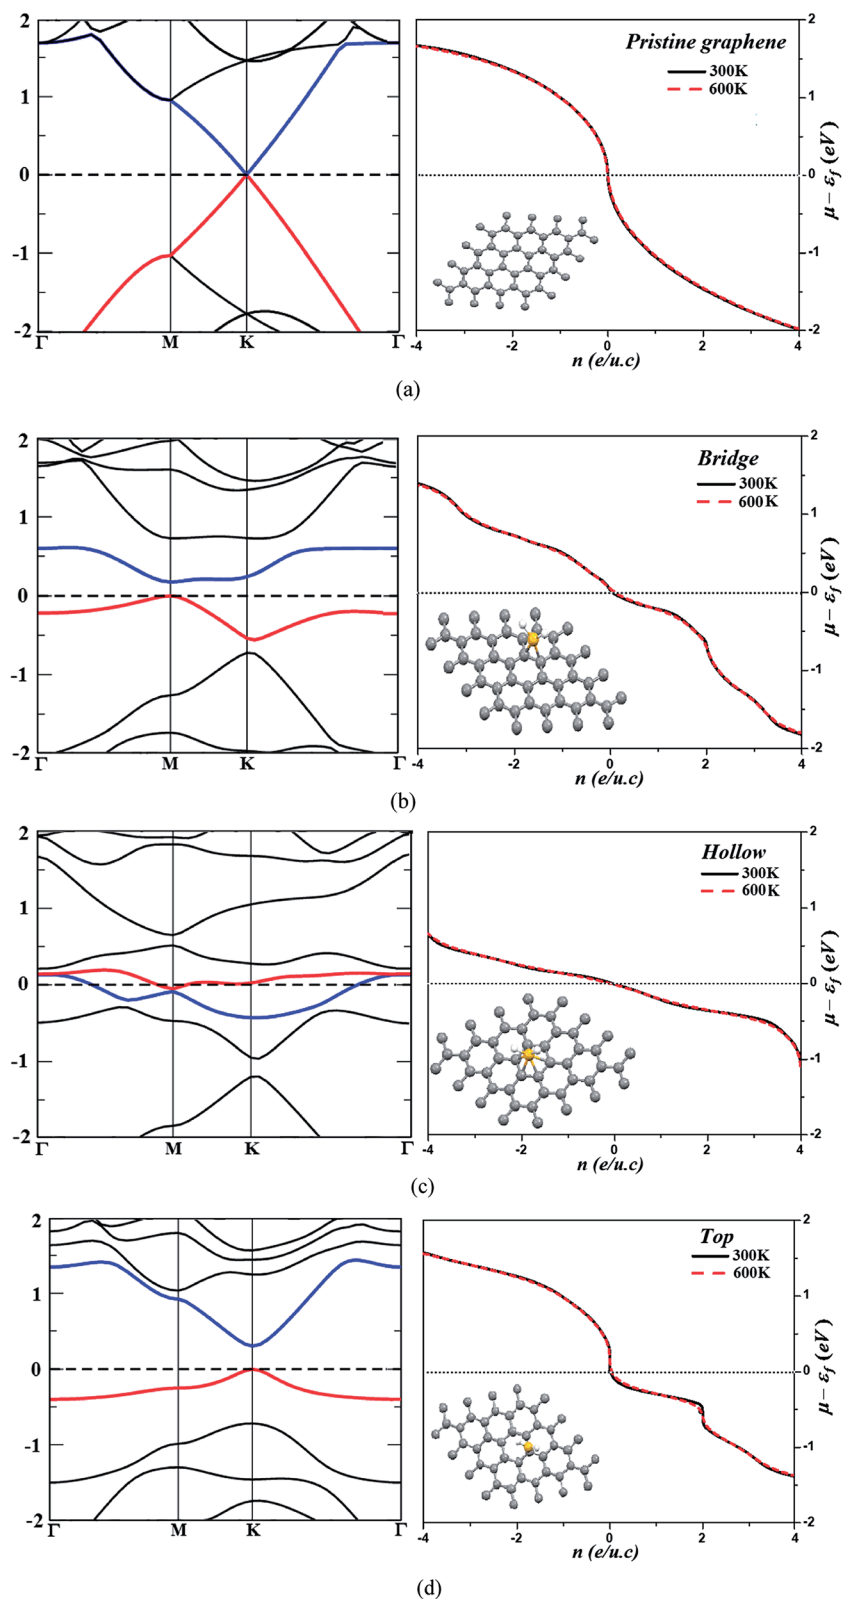 2
1
0
-1
-2
Γ
M
K
Γ
Pristine graphene
300K
600K
2
1
0
-1
-2
μ − εf (eV)
-4
-2
0
2
4
n (e/u.c)
(a)
2
1
0
-1
-2
Γ
M
K
Γ
Bridge
300K
600K
2
1
0
-1
-2
μ − εf (eV)
-4
-2
0
2
4
n (e/u.c)
(b)
2
1
0
-1
-2
Γ
M
K
Γ
Hollow
300K
600K
2
1
0
-1
-2
μ − εf (eV)
-4
-2
0
2
4
n (e/u.c)
(c)
2
1
0
-1
-2
Γ
M
K
Γ
Top
300K
600K
2
1
0
-1
-2
μ − εf (eV)
-4
-2
0
2
4
n (e/u.c)
(d)